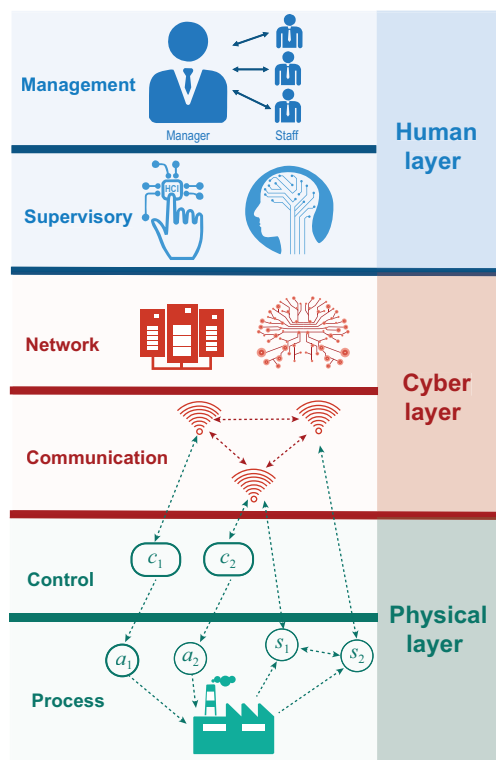 Management
Manager
Staff
Human
layer
HCI
Supervisory
Network
Cyber
layer
Communication
c1
c2
Control
Physical
layer
a1
a2
s1
s2
Process